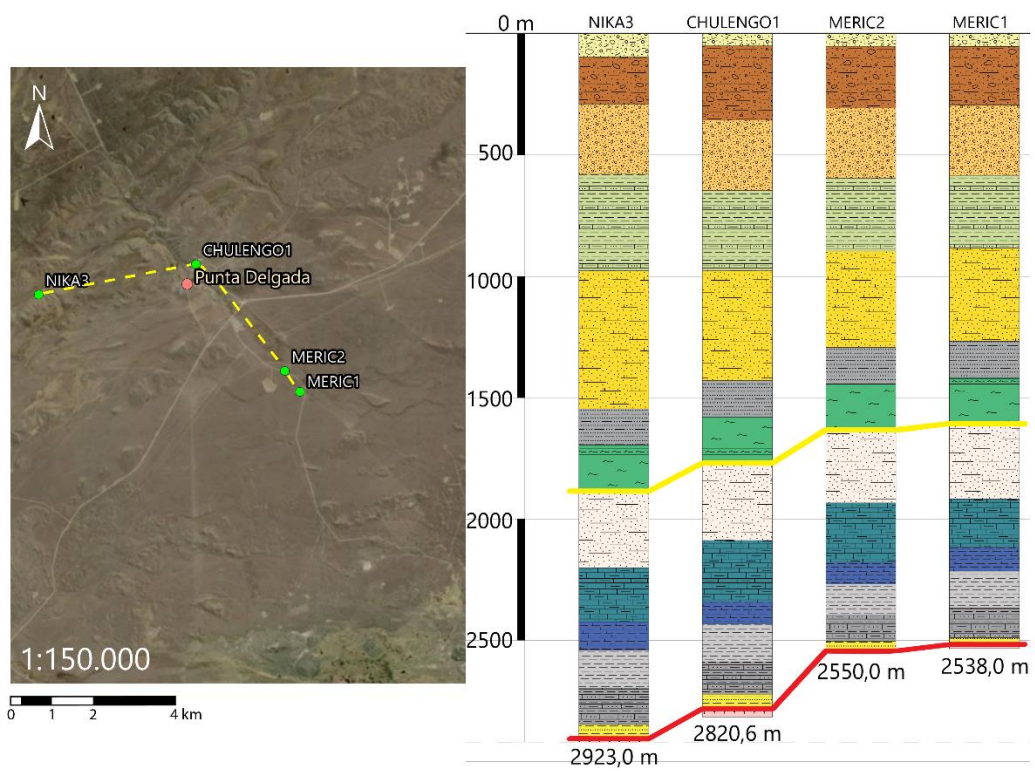 N
NIKA3
CHULENGO1
Punta Delgada
MERIC2
MERIC1
1:150.000
0 1 2 4 km
0 m NIKA3 CHULENGO1 MERIC2 MERIC1
500
1000
1500
2000
2500
2550,0 m 2538,0 m
2820,6 m
2923,0 m